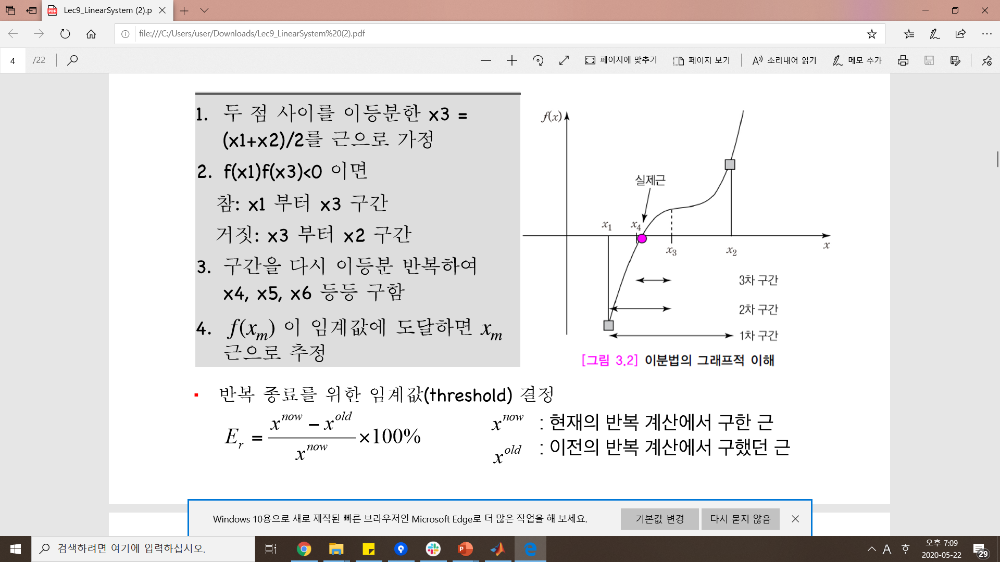 Lec9_LinearSystem (2).p
file:///C:/Users/user/Downloads/Lec9_LinearSystem%20(2).pdf
4 /22
페이지에 맞추기 페이지 보기 소리내어 읽기 메모 추가
1. 두 점 사이를 이등분한 x3 =
(x1+x2)/2를 근으로 가정
2. f(x1)f(x3)<0 이면
참: x1 부터 x3 구간
거짓: x3 부터 x2 구간
3. 구간을 다시 이등분 반복하여
x4, x5, x6 등등 구함
4. f(xₘ) 이 임계값에 도달하면 xₘ
근으로 추정
f(x)
실제근
x₁ x₄
x₃ x₂ x
3차 구간
2차 구간
1차 구간
[그림 3.2] 이분법의 그래프적 이해
▪ 반복 종료를 위한 임계값(threshold) 결정
E_r = (x^now − x^old) / x^now ×100%
x^now : 현재의 반복 계산에서 구한 근
x^old : 이전의 반복 계산에서 구했던 근
Windows 10용으로 새로 제작된 빠른 브라우저인 Microsoft Edge로 더 많은 작업을 해 보세요. 기본값 변경 다시 묻지 않음
검색하려면 여기에 입력하십시오.
A 한
오후 7:09
2020-05-22
29